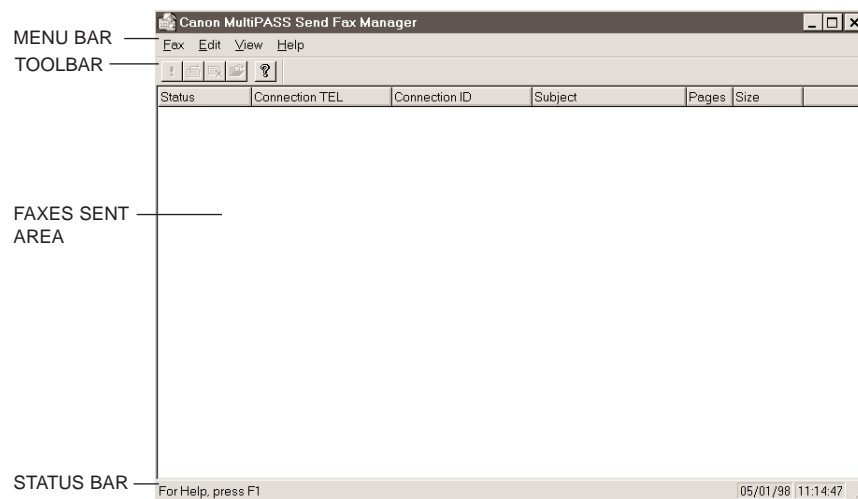 Canon MultiPASS Send Fax Manager
MENU BAR
Fax Edit View Help
TOOLBAR
Status Connection TEL Connection ID Subject Pages Size
FAXES SENT
AREA
STATUS BAR
For Help, press F1 05/01/98 11:14:47